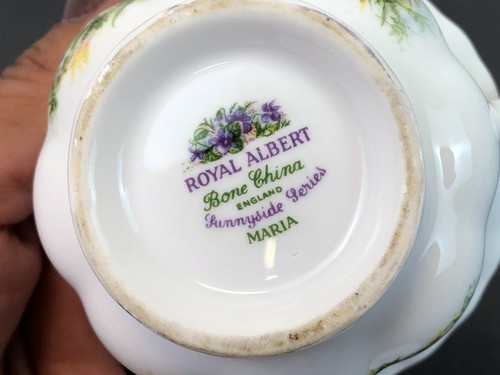 ROYAL ALBERT
Bone China
ENGLAND
Sunnyside Series
MARIA